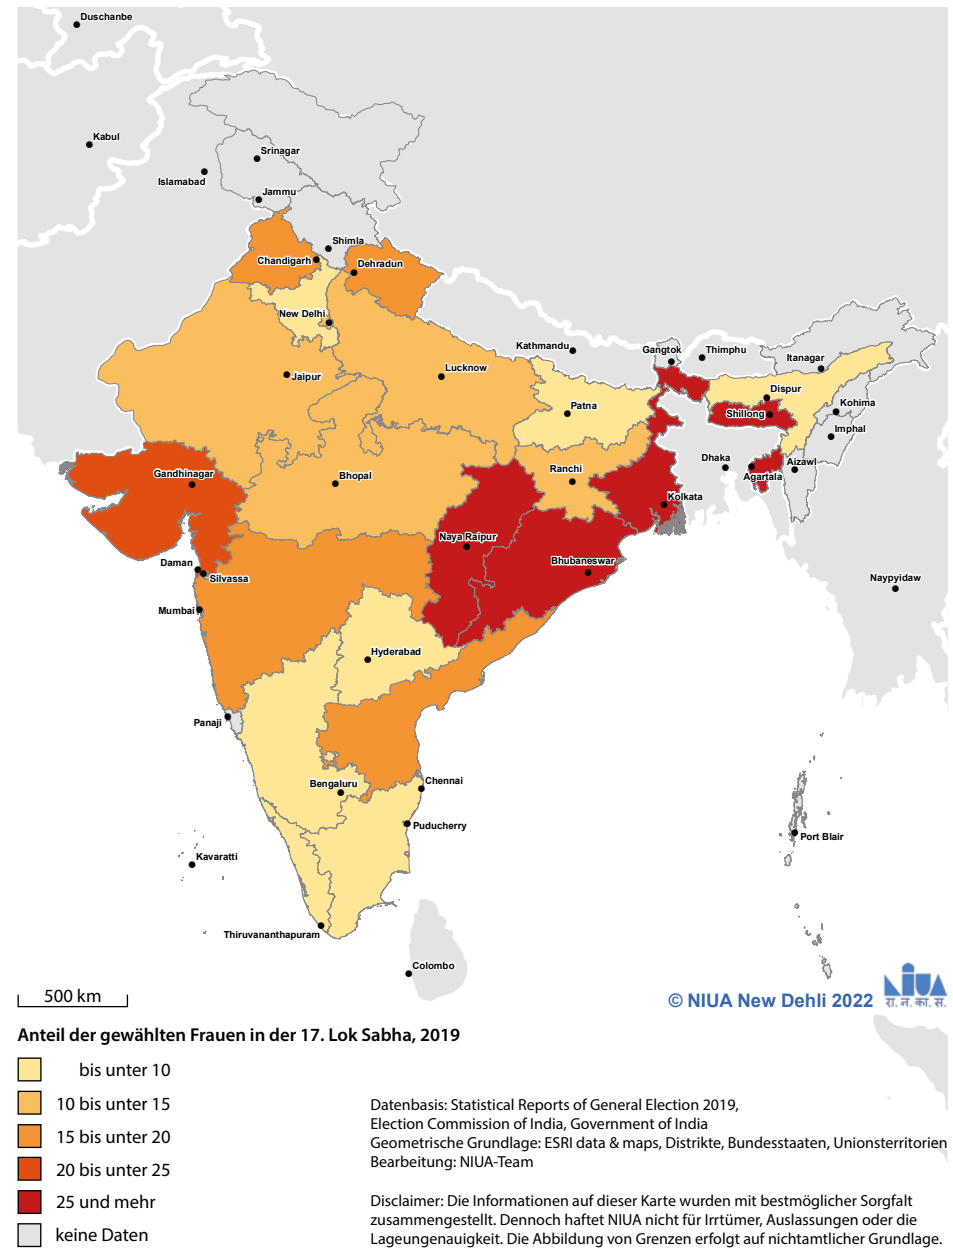 Duschanbe
Kabul
Srinagar
Islamabad
Jammu
Shimla
Chandigarh
Dehradun
New Delhi
Kathmandu
Gangtok
Thimphu
Itanagar
Jaipur
Lucknow
Dispur
Patna
Shillong
Kohima
Imphal
Gandhinagar
Bhopal
Ranchi
Dhaka
Aizawl
Agartala
Kolkata
Naya Raipur
Bhubaneswar
Daman
Silvassa
Naypyidaw
Mumbai
Hyderabad
Panaji
Bengaluru
Chennai
Puducherry
Port Blair
Kavaratti
Thiruvananthapuram
Colombo
500 km
© NIUA New Dehli 2022
NIUA
रा. न. का. सं.
Anteil der gewählten Frauen in der 17. Lok Sabha, 2019
bis unter 10
10 bis unter 15
15 bis unter 20
20 bis unter 25
25 und mehr
keine Daten
Datenbasis: Statistical Reports of General Election 2019,
Election Commission of India, Government of India
Geometrische Grundlage: ESRI data & maps, Distrikte, Bundesstaaten, Unionsterritorien
Bearbeitung: NIUA-Team
Disclaimer: Die Informationen auf dieser Karte wurden mit bestmöglicher Sorgfalt
zusammengestellt. Dennoch haftet NIUA nicht für Irrtümer, Auslassungen oder die
Lageungenauigkeit. Die Abbildung von Grenzen erfolgt auf nichtamtlicher Grundlage.